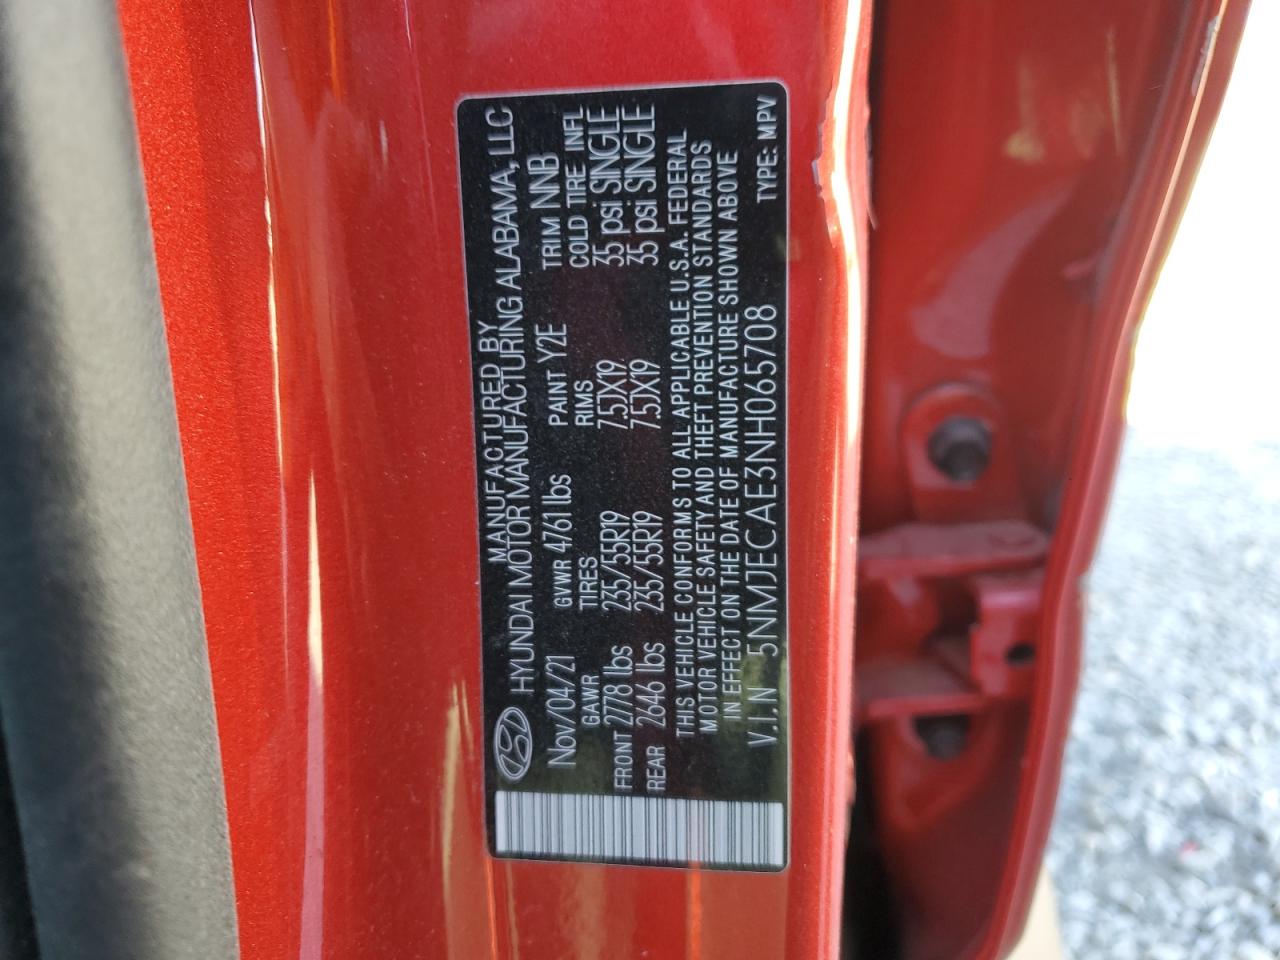 MANUFACTURED BY
HYUNDAI MOTOR MANUFACTURING ALABAMA, LLC
Nov/04/21 GVWR 4761 lbs PAINT Y2E TRIM NNB
GAWR TIRES RIMS COLD TIRE INFL
FRONT 2778 lbs 235/55R19 7.5JX19 35 psi SINGLE
REAR 2646 lbs 235/55R19 7.5JX19 35 psi SINGLE
THIS VEHICLE CONFORMS TO ALL APPLICABLE U.S.A. FEDERAL
MOTOR VEHICLE SAFETY AND THEFT PREVENTION STANDARDS
IN EFFECT ON THE DATE OF MANUFACTURE SHOWN ABOVE
V.I.N 5NMJECAE3NH065708 TYPE: MPV